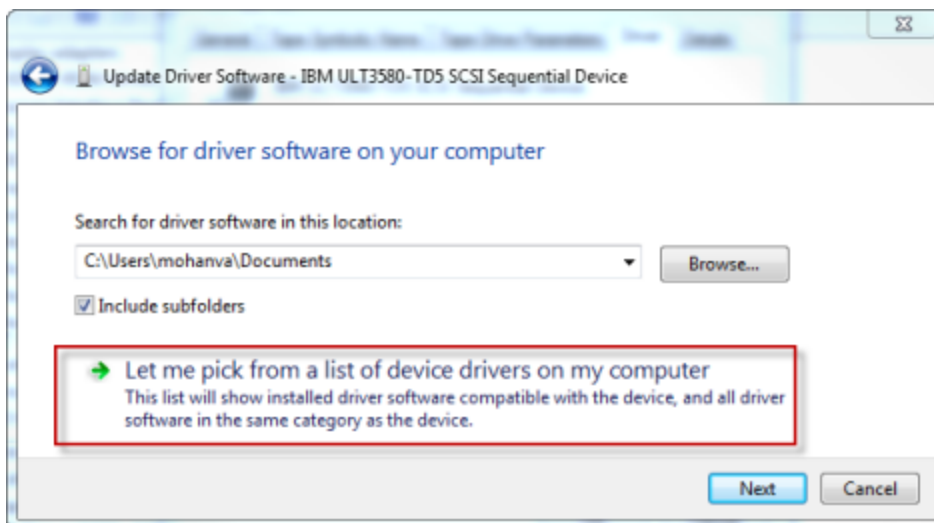 Update Driver Software - IBM ULT3580-TD5 SCSI Sequential Device
Browse for driver software on your computer
Search for driver software in this location:
C:\Users\mohanva\Documents
Browse...
Include subfolders
Let me pick from a list of device drivers on my computer
This list will show installed driver software compatible with the device, and all driver
software in the same category as the device.
Next
Cancel